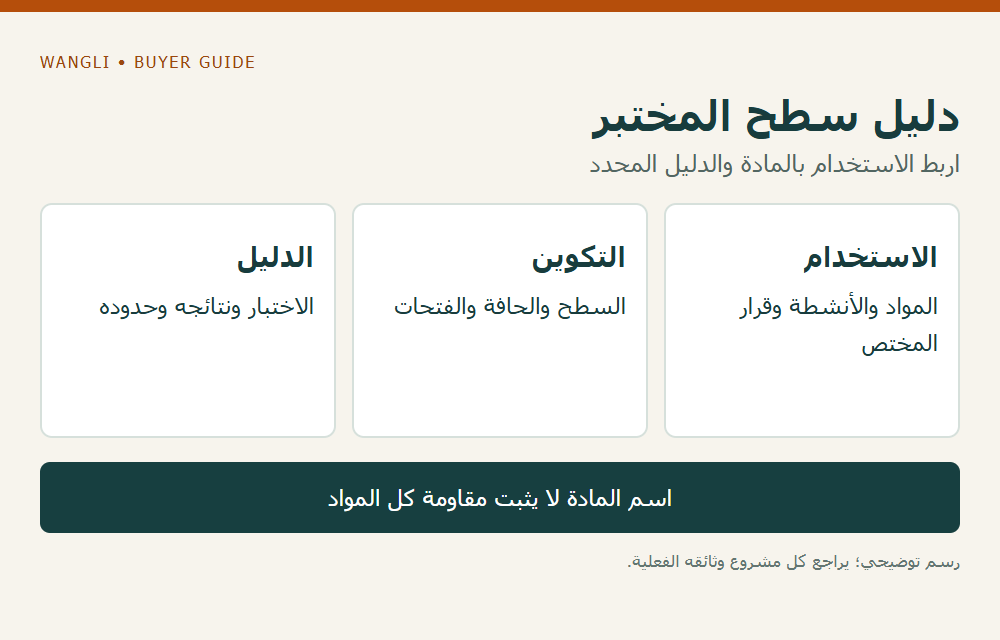 WANGLI • BUYER GUIDE
دليل سطح المختبر
اربط الاستخدام بالمادة والدليل المحدد
الاستخدام
المواد والأنشطة وقرار
المختص
التكوين
السطح والحافة والفتحات
الدليل
الاختبار ونتائجه وحدوده
اسم المادة لا يثبت مقاومة كل المواد
رسم توضيحي؛ يراجع كل مشروع وثائقه الفعلية.